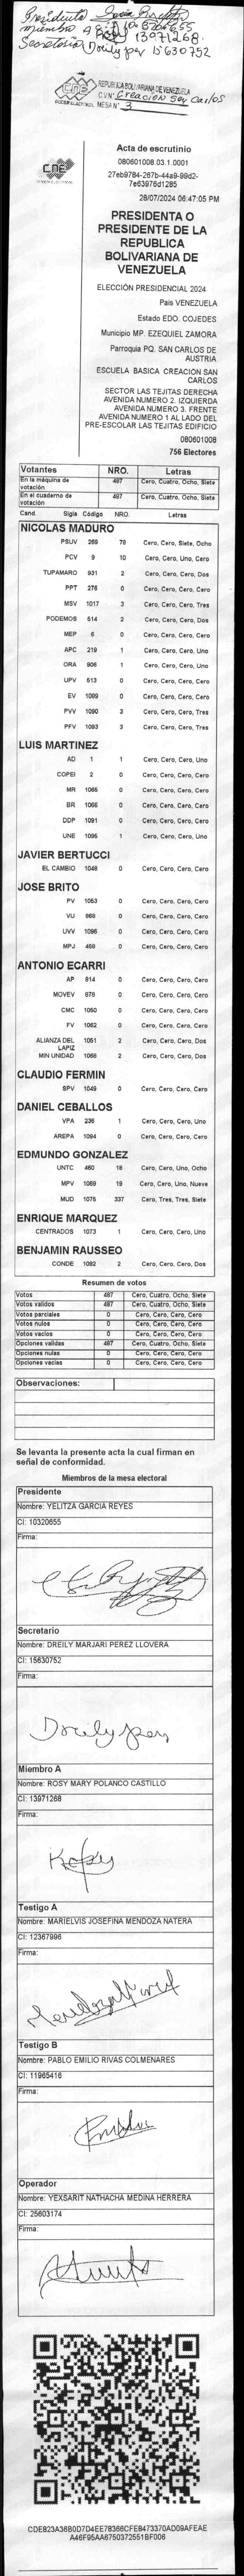 Presidente
Miembro A 13971268
Secretaria Dreily per 15630752
CNE
REPUBLICA BOLIVARIANA DE VENEZUELA
PODER ELECTORAL
C.V.Nº Creacion San Carlos
MESA Nº 3
Acta de escrutinio
080601008.03.1.0001
27eb9784-267b-44a9-99d2-
7e63976d1285
28/07/2024 06:47:05 PM
PRESIDENTA O
PRESIDENTE DE LA
REPUBLICA
BOLIVARIANA DE
VENEZUELA
ELECCIÓN PRESIDENCIAL 2024
Pais VENEZUELA
Estado EDO. COJEDES
Municipio MP. EZEQUIEL ZAMORA
Parroquia PQ. SAN CARLOS DE
AUSTRIA
ESCUELA BASICA CREACION SAN
CARLOS
SECTOR LAS TEJITAS DERECHA
AVENIDA NUMERO 2. IZQUIERDA
AVENIDA NUMERO 3. FRENTE
AVENIDA NUMERO 1 AL LADO DEL
PRE-ESCOLAR LAS TEJITAS EDIFICIO
080601008
756 Electores
Votantes NRO. Letras
En la máquina de votación 487 Cero, Cuatro, Ocho, Siete
En el cuaderno de votación 487 Cero, Cuatro, Ocho, Siete
Cand. Sigla Código NRO. Letras
NICOLAS MADURO
PSUV 269 78 Cero, Cero, Siete, Ocho
PCV 9 10 Cero, Cero, Uno, Cero
TUPAMARO 931 2 Cero, Cero, Cero, Dos
PPT 276 0 Cero, Cero, Cero, Cero
MSV 1017 3 Cero, Cero, Cero, Tres
PODEMOS 514 2 Cero, Cero, Cero, Dos
MEP 6 0 Cero, Cero, Cero, Cero
APC 219 1 Cero, Cero, Cero, Uno
ORA 906 1 Cero, Cero, Cero, Uno
UPV 513 0 Cero, Cero, Cero, Cero
EV 1099 0 Cero, Cero, Cero, Cero
PVV 1090 3 Cero, Cero, Cero, Tres
PFV 1093 3 Cero, Cero, Cero, Tres
LUIS MARTINEZ
AD 1 1 Cero, Cero, Cero, Uno
COPEI 2 0 Cero, Cero, Cero, Cero
MR 1065 0 Cero, Cero, Cero, Cero
BR 1066 0 Cero, Cero, Cero, Cero
DDP 1091 0 Cero, Cero, Cero, Cero
UNE 1095 1 Cero, Cero, Cero, Uno
JAVIER BERTUCCI
EL CAMBIO 1048 0 Cero, Cero, Cero, Cero
JOSE BRITO
PV 1053 0 Cero, Cero, Cero, Cero
VU 868 0 Cero, Cero, Cero, Cero
UVV 1096 0 Cero, Cero, Cero, Cero
MPJ 458 0 Cero, Cero, Cero, Cero
ANTONIO ECARRI
AP 814 0 Cero, Cero, Cero, Cero
MOVEV 878 0 Cero, Cero, Cero, Cero
CMC 1050 0 Cero, Cero, Cero, Cero
FV 1062 0 Cero, Cero, Cero, Cero
ALIANZA DEL LAPIZ 1051 2 Cero, Cero, Cero, Dos
MIN UNIDAD 1068 2 Cero, Cero, Cero, Dos
CLAUDIO FERMIN
SPV 1049 0 Cero, Cero, Cero, Cero
DANIEL CEBALLOS
VPA 236 1 Cero, Cero, Cero, Uno
AREPA 1094 0 Cero, Cero, Cero, Cero
EDMUNDO GONZALEZ
UNTC 460 18 Cero, Cero, Uno, Ocho
MPV 1069 19 Cero, Cero, Uno, Nueve
MUD 1075 337 Cero, Tres, Tres, Siete
ENRIQUE MARQUEZ
CENTRADOS 1073 1 Cero, Cero, Cero, Uno
BENJAMIN RAUSSEO
CONDE 1092 2 Cero, Cero, Cero, Dos
Resumen de votos
Votos 487 Cero, Cuatro, Ocho, Siete
Votos validos 487 Cero, Cuatro, Ocho, Siete
Votos parciales 0 Cero, Cero, Cero, Cero
Votos nulos 0 Cero, Cero, Cero, Cero
Votos vacios 0 Cero, Cero, Cero, Cero
Opciones validas 487 Cero, Cuatro, Ocho, Siete
Opciones nulas 0 Cero, Cero, Cero, Cero
Opciones vacias 0 Cero, Cero, Cero, Cero
Observaciones:
Se levanta la presente acta la cual firman en
señal de conformidad.
Miembros de la mesa electoral
Presidente
Nombre: YELITZA GARCIA REYES
CI: 10320655
Firma:
Secretario
Nombre: DREILY MARJARI PEREZ LLOVERA
CI: 15630752
Firma:
Dreily per
Miembro A
Nombre: ROSY MARY POLANCO CASTILLO
CI: 13971268
Firma:
Testigo A
Nombre: MARIELVIS JOSEFINA MENDOZA NATERA
CI: 12367996
Firma:
Testigo B
Nombre: PABLO EMILIO RIVAS COLMENARES
CI: 11965416
Firma:
Operador
Nombre: YEXSARIT NATHACHA MEDINA HERRERA
CI: 25603174
Firma:
CDE823A36B0D7D4EE78366CFE8473370AD09AFEAE
A46F95AA6750372551BF006